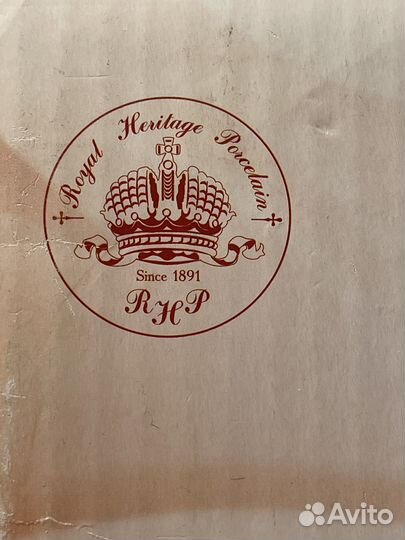 Royal Heritage Porcelain
Since 1891
RHP
Avito